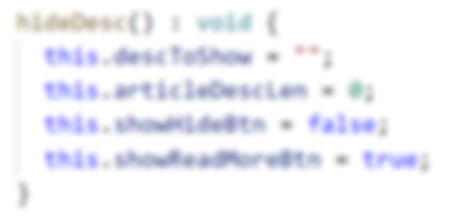 hideDesc() : void {
this.descToShow = "";
this.articleDescLen = 0;
this.showHideBtn = false;
this.showReadMoreBtn = true;
}